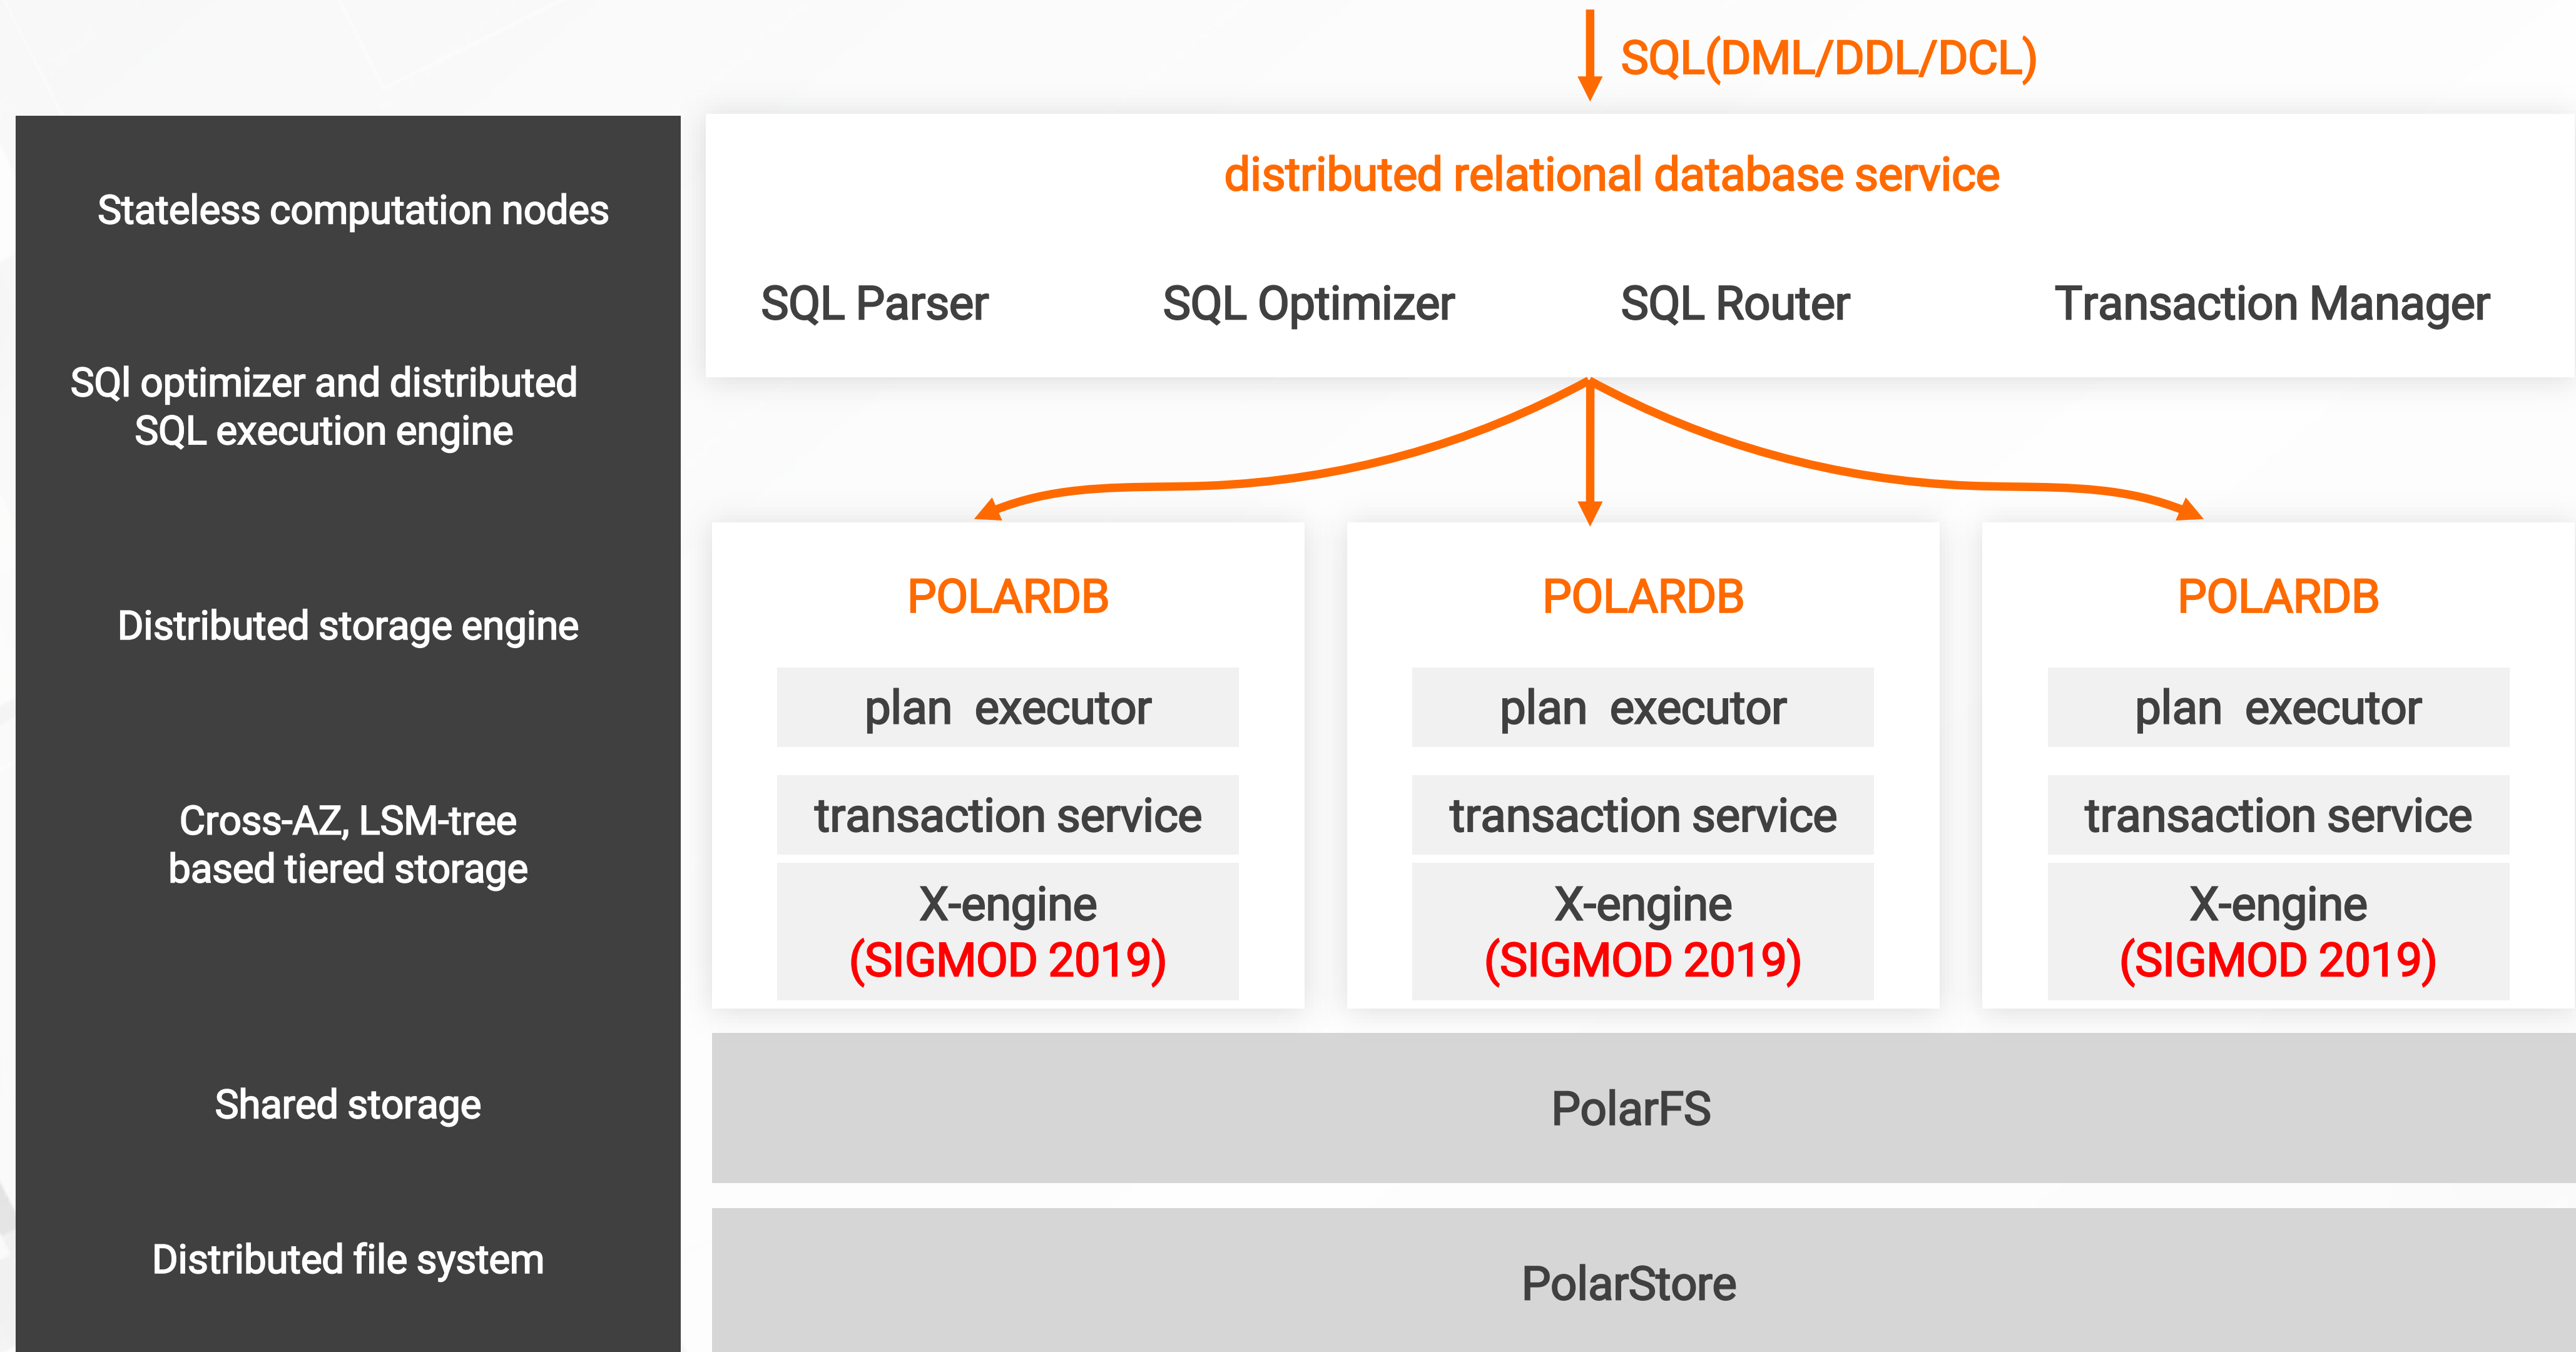 SQL(DML/DDL/DCL)
Stateless computation nodes
SQl optimizer and distributed
SQL execution engine
Distributed storage engine
Cross-AZ, LSM-tree
based tiered storage
Shared storage
Distributed file system
distributed relational database service
SQL Parser
SQL Optimizer
SQL Router
Transaction Manager
POLARDB
plan executor
transaction service
X-engine
(SIGMOD 2019)
POLARDB
plan executor
transaction service
X-engine
(SIGMOD 2019)
POLARDB
plan executor
transaction service
X-engine
(SIGMOD 2019)
PolarFS
PolarStore